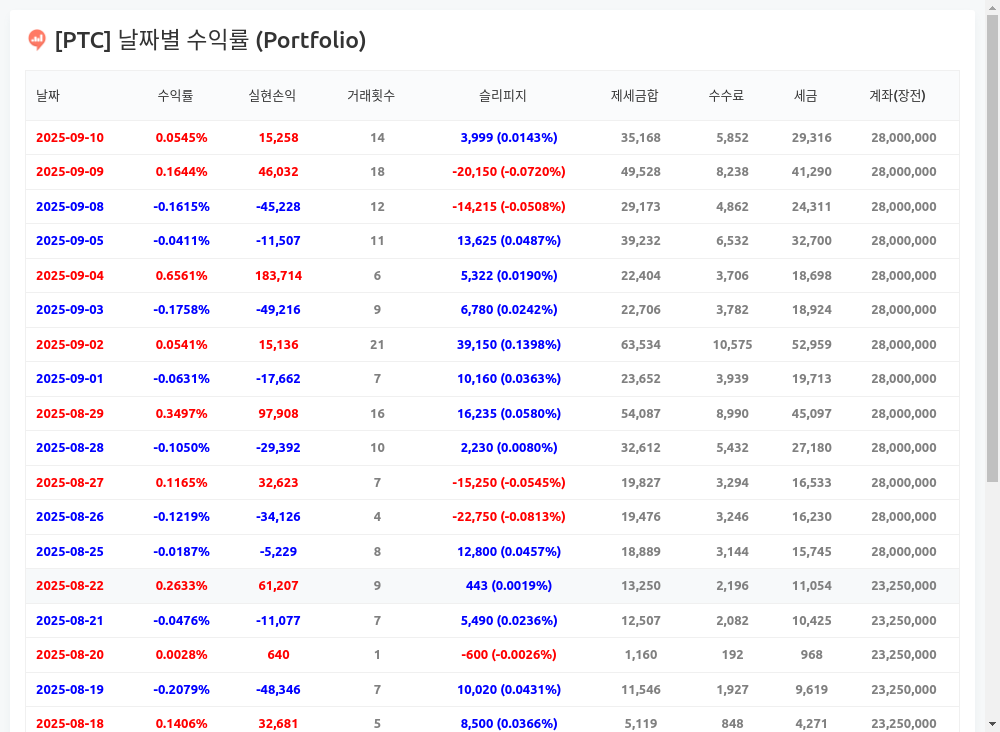 [PTC] 날짜별 수익률 (Portfolio)
날짜 수익률 실현손익 거래횟수 슬리피지 제세금합 수수료 세금 계좌(장전)
2025-09-10 0.0545% 15,258 14 3,999 (0.0143%) 35,168 5,852 29,316 28,000,000
2025-09-09 0.1644% 46,032 18 -20,150 (-0.0720%) 49,528 8,238 41,290 28,000,000
2025-09-08 -0.1615% -45,228 12 -14,215 (-0.0508%) 29,173 4,862 24,311 28,000,000
2025-09-05 -0.0411% -11,507 11 13,625 (0.0487%) 39,232 6,532 32,700 28,000,000
2025-09-04 0.6561% 183,714 6 5,322 (0.0190%) 22,404 3,706 18,698 28,000,000
2025-09-03 -0.1758% -49,216 9 6,780 (0.0242%) 22,706 3,782 18,924 28,000,000
2025-09-02 0.0541% 15,136 21 39,150 (0.1398%) 63,534 10,575 52,959 28,000,000
2025-09-01 -0.0631% -17,662 7 10,160 (0.0363%) 23,652 3,939 19,713 28,000,000
2025-08-29 0.3497% 97,908 16 16,235 (0.0580%) 54,087 8,990 45,097 28,000,000
2025-08-28 -0.1050% -29,392 10 2,230 (0.0080%) 32,612 5,432 27,180 28,000,000
2025-08-27 0.1165% 32,623 7 -15,250 (-0.0545%) 19,827 3,294 16,533 28,000,000
2025-08-26 -0.1219% -34,126 4 -22,750 (-0.0813%) 19,476 3,246 16,230 28,000,000
2025-08-25 -0.0187% -5,229 8 12,800 (0.0457%) 18,889 3,144 15,745 28,000,000
2025-08-22 0.2633% 61,207 9 443 (0.0019%) 13,250 2,196 11,054 23,250,000
2025-08-21 -0.0476% -11,077 7 5,490 (0.0236%) 12,507 2,082 10,425 23,250,000
2025-08-20 0.0028% 640 1 -600 (-0.0026%) 1,160 192 968 23,250,000
2025-08-19 -0.2079% -48,346 7 10,020 (0.0431%) 11,546 1,927 9,619 23,250,000
2025-08-18 0.1406% 32,681 5 8,500 (0.0366%) 5,119 848 4,271 23,250,000